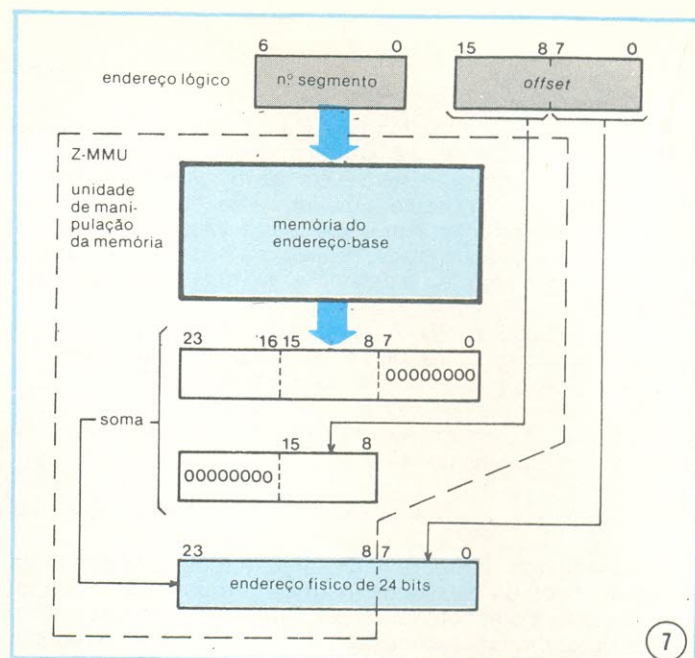 6 0
15 8 7 0
endereço lógico
nº segmento
offset
Z-MMU
unidade
de mani-
pulação
da memória
memória do
endereço-base
23 16 15 8 7 0
00000000
soma
15 8
00000000
23 8 7 0
endereço físico de 24 bits
7